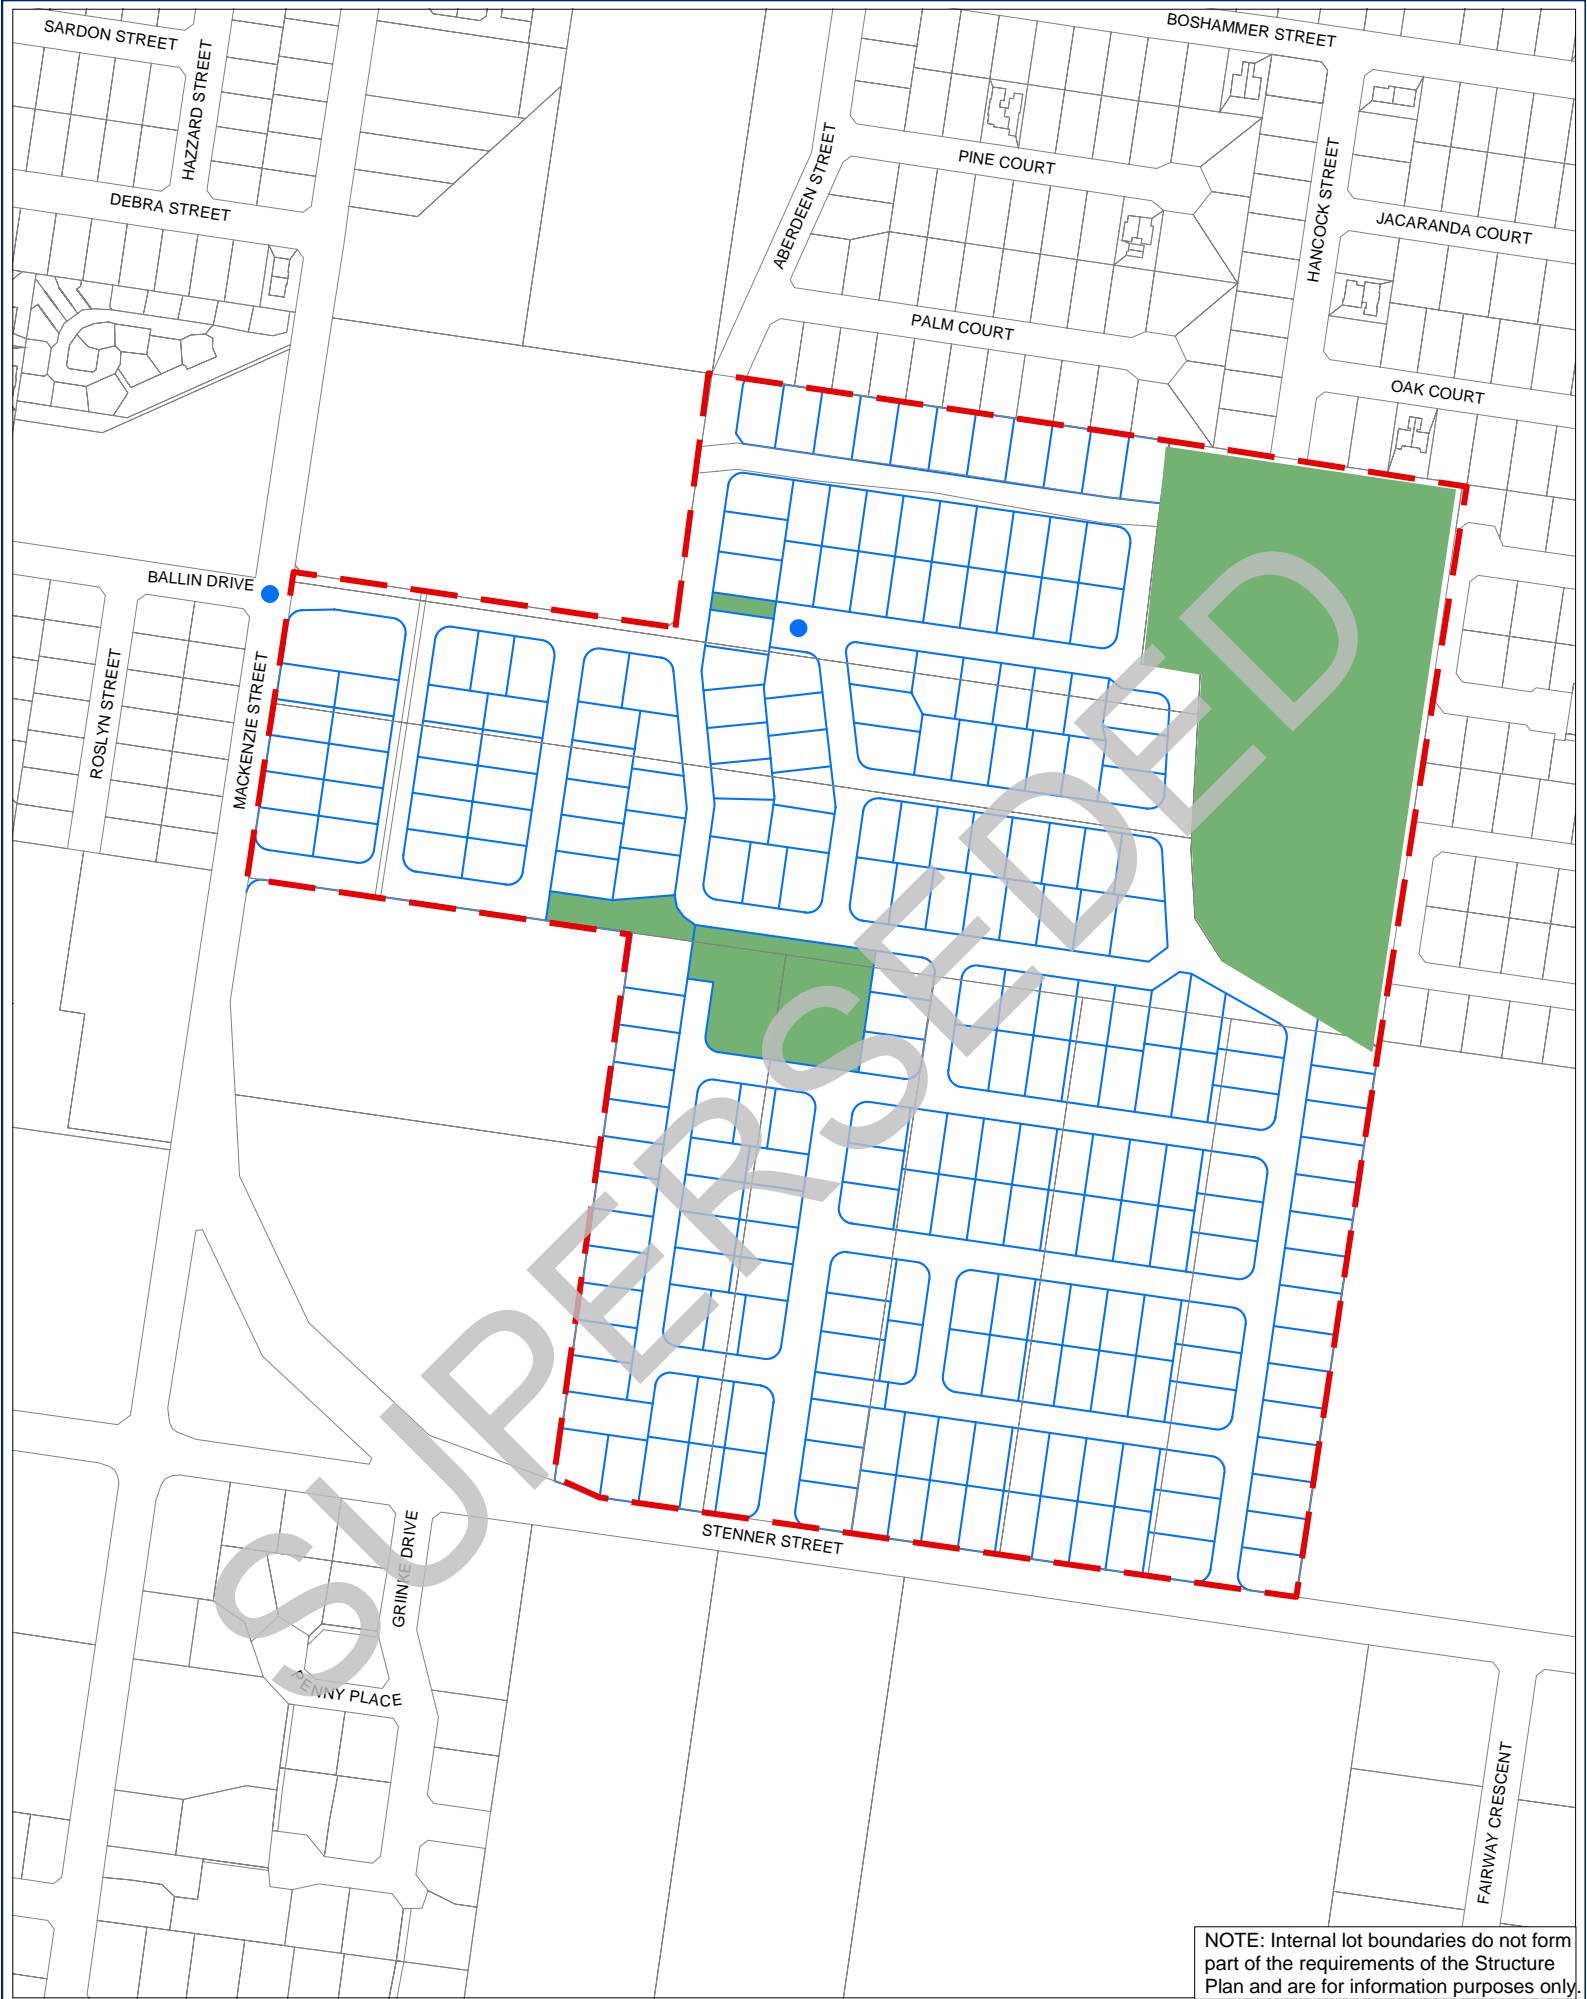 SARDON STREET
HAZZARD STREET
BOSHAMMER STREET
ABERDEEN STREET
PINE COURT
HANCOCK STREET
DEBRA STREET
JACARANDA COURT
PALM COURT
OAK COURT
BALLIN DRIVE
ROSLYN STREET
MACKENZIE STREET
SUPERSEDED
STENNER STREET
GRIINKE DRIVE
PENNY PLACE
FAIRWAY CRESCENT
NOTE: Internal lot boundaries do not form
part of the requirements of the Structure
Plan and are for information purposes only.